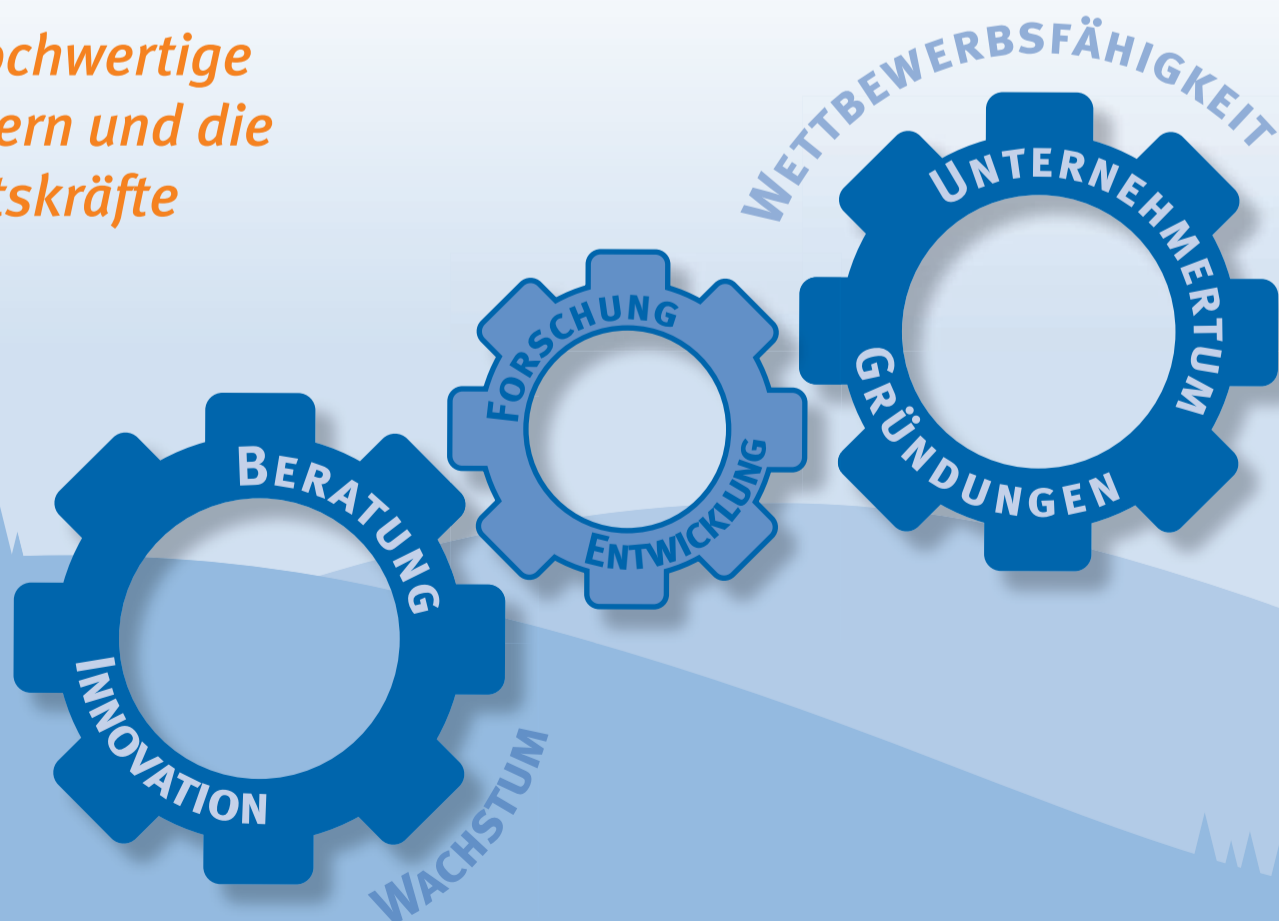 ochwertige
ern und die
tskräfte
WETTBEWERBSFÄHIGKEIT
UNTERNEHMERTUM
GRÜNDUNGEN
FORSCHUNG
ENTWICKLUNG
BERATUNG
INNOVATION
WACHSTUM